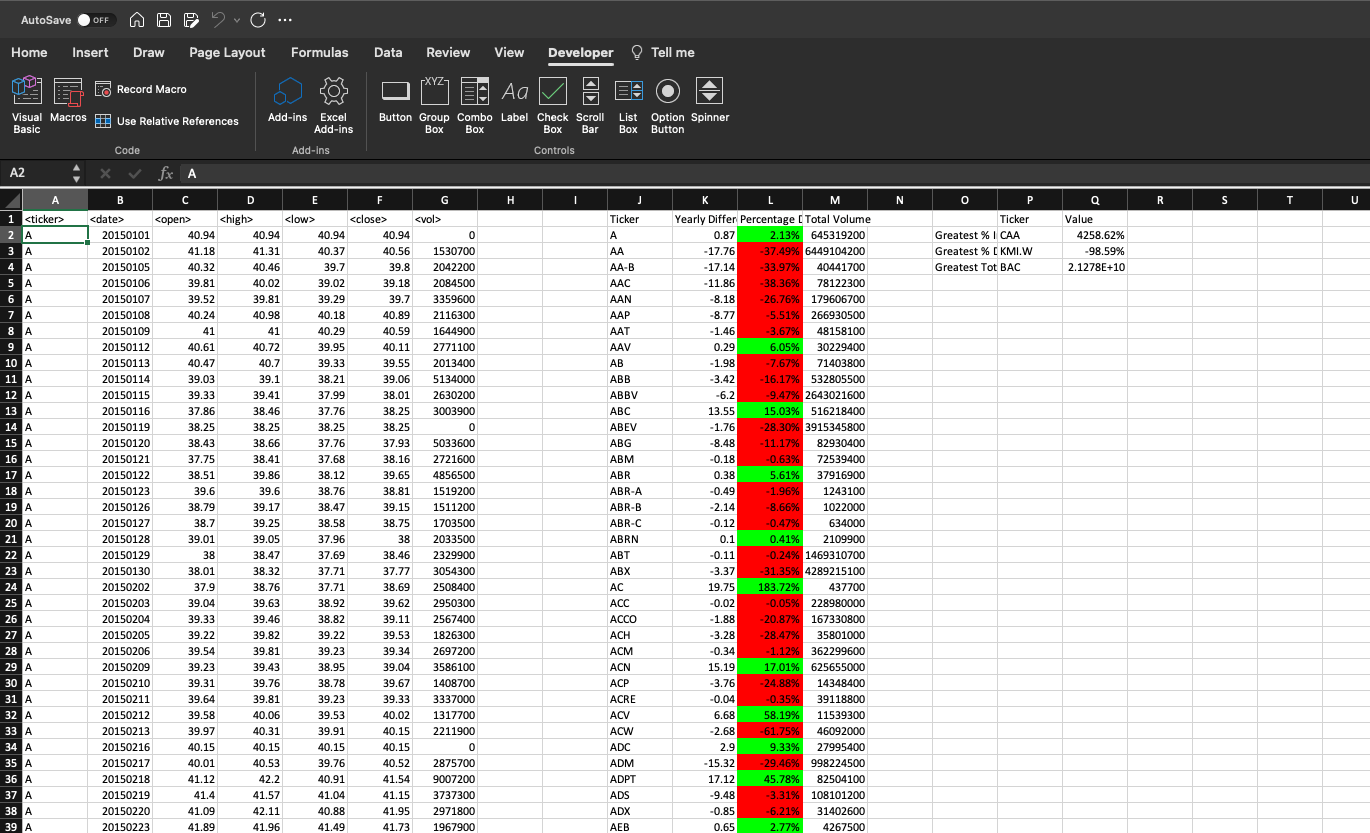 AutoSave OFF
Home Insert Draw Page Layout Formulas Data Review View Developer Tell me
Visual Basic Macros Record Macro Use Relative References Add-ins Excel Add-ins Button Group Box Combo Box Label Check Box Scroll Bar List Box Option Button Spinner
XYZ Aa
Code Add-ins Controls
A2 fx A
A B C D E F G H I J K L M N O P Q R S T U
1 <ticker> <date> <open> <high> <low> <close> <vol> Ticker Yearly Differ Percentage D Total Volume Ticker Value
2 A 20150101 40.94 40.94 40.94 40.94 0 A 0.87 2.13% 645319200 Greatest % I CAA 4258.62%
3 A 20150102 41.18 41.31 40.37 40.56 1530700 AA -17.76 -37.49% 6449104200 Greatest % D KMI.W -98.59%
4 A 20150105 40.32 40.46 39.7 39.8 2042200 AA-B -17.14 -33.97% 40441700 Greatest Tot BAC 2.1278E+10
5 A 20150106 39.81 40.02 39.02 39.18 2084500 AAC -11.86 -38.36% 78122300
6 A 20150107 39.52 39.81 39.29 39.7 3359600 AAN -8.18 -26.76% 179606700
7 A 20150108 40.24 40.98 40.18 40.89 2116300 AAP -8.77 -5.51% 266930500
8 A 20150109 41 41 40.29 40.59 1644900 AAT -1.46 -3.67% 48158100
9 A 20150112 40.61 40.72 39.95 40.11 2771100 AAV 0.29 6.05% 30229400
10 A 20150113 40.47 40.7 39.33 39.55 2013400 AB -1.98 -7.67% 71403800
11 A 20150114 39.03 39.1 38.21 39.06 5134000 ABB -3.42 -16.17% 532805500
12 A 20150115 39.33 39.41 37.99 38.01 2630200 ABBV -6.2 -9.47% 2643021600
13 A 20150116 37.86 38.46 37.76 38.25 3003900 ABC 13.55 15.03% 516218400
14 A 20150119 38.25 38.25 38.25 38.25 0 ABEV -1.76 -28.30% 3915345800
15 A 20150120 38.43 38.66 37.76 37.93 5033600 ABG -8.48 -11.17% 82930400
16 A 20150121 37.75 38.41 37.68 38.16 2721600 ABM -0.18 -0.63% 72539400
17 A 20150122 38.51 39.86 38.12 39.65 4856500 ABR 0.38 5.61% 37916900
18 A 20150123 39.6 39.6 38.76 38.81 1519200 ABR-A -0.49 -1.96% 1243100
19 A 20150126 38.79 39.17 38.47 39.15 1511200 ABR-B -2.14 -8.66% 1022000
20 A 20150127 38.7 39.25 38.58 38.75 1703500 ABR-C -0.12 -0.47% 634000
21 A 20150128 39.01 39.05 37.96 38 2033500 ABRN 0.1 0.41% 2109900
22 A 20150129 38 38.47 37.69 38.46 2329900 ABT -0.11 -0.24% 1469310700
23 A 20150130 38.01 38.32 37.71 37.77 3054300 ABX -3.37 -31.35% 4289215100
24 A 20150202 37.9 38.76 37.71 38.69 2508400 AC 19.75 183.72% 437700
25 A 20150203 39.04 39.63 38.92 39.62 2950300 ACC -0.02 -0.05% 228980000
26 A 20150204 39.33 39.46 38.82 39.11 2567400 ACCO -1.88 -20.87% 167330800
27 A 20150205 39.22 39.82 39.22 39.53 1826300 ACH -3.28 -28.47% 35801000
28 A 20150206 39.54 39.81 39.23 39.34 2697200 ACM -0.34 -1.12% 362299600
29 A 20150209 39.23 39.43 38.95 39.04 3586100 ACN 15.19 17.01% 625655000
30 A 20150210 39.31 39.76 38.78 39.67 1408700 ACP -3.76 -24.88% 14348400
31 A 20150211 39.64 39.81 39.23 39.33 3337000 ACRE -0.04 -0.35% 39118800
32 A 20150212 39.58 40.06 39.53 40.02 1317700 ACV 6.68 58.19% 11539300
33 A 20150213 39.97 40.31 39.91 40.15 2211900 ACW -2.68 -61.75% 46092000
34 A 20150216 40.15 40.15 40.15 40.15 0 ADC 2.9 9.33% 27995400
35 A 20150217 40.01 40.53 39.76 40.52 2875700 ADM -15.32 -29.46% 998224500
36 A 20150218 41.12 42.2 40.91 41.54 9007200 ADPT 17.12 45.78% 82504100
37 A 20150219 41.4 41.57 41.04 41.15 3737300 ADS -9.48 -3.31% 108101200
38 A 20150220 41.09 42.11 40.88 41.95 2971800 ADX -0.85 -6.21% 31402600
39 A 20150223 41.89 41.96 41.49 41.73 1967900 AEB 0.65 2.77% 4267500